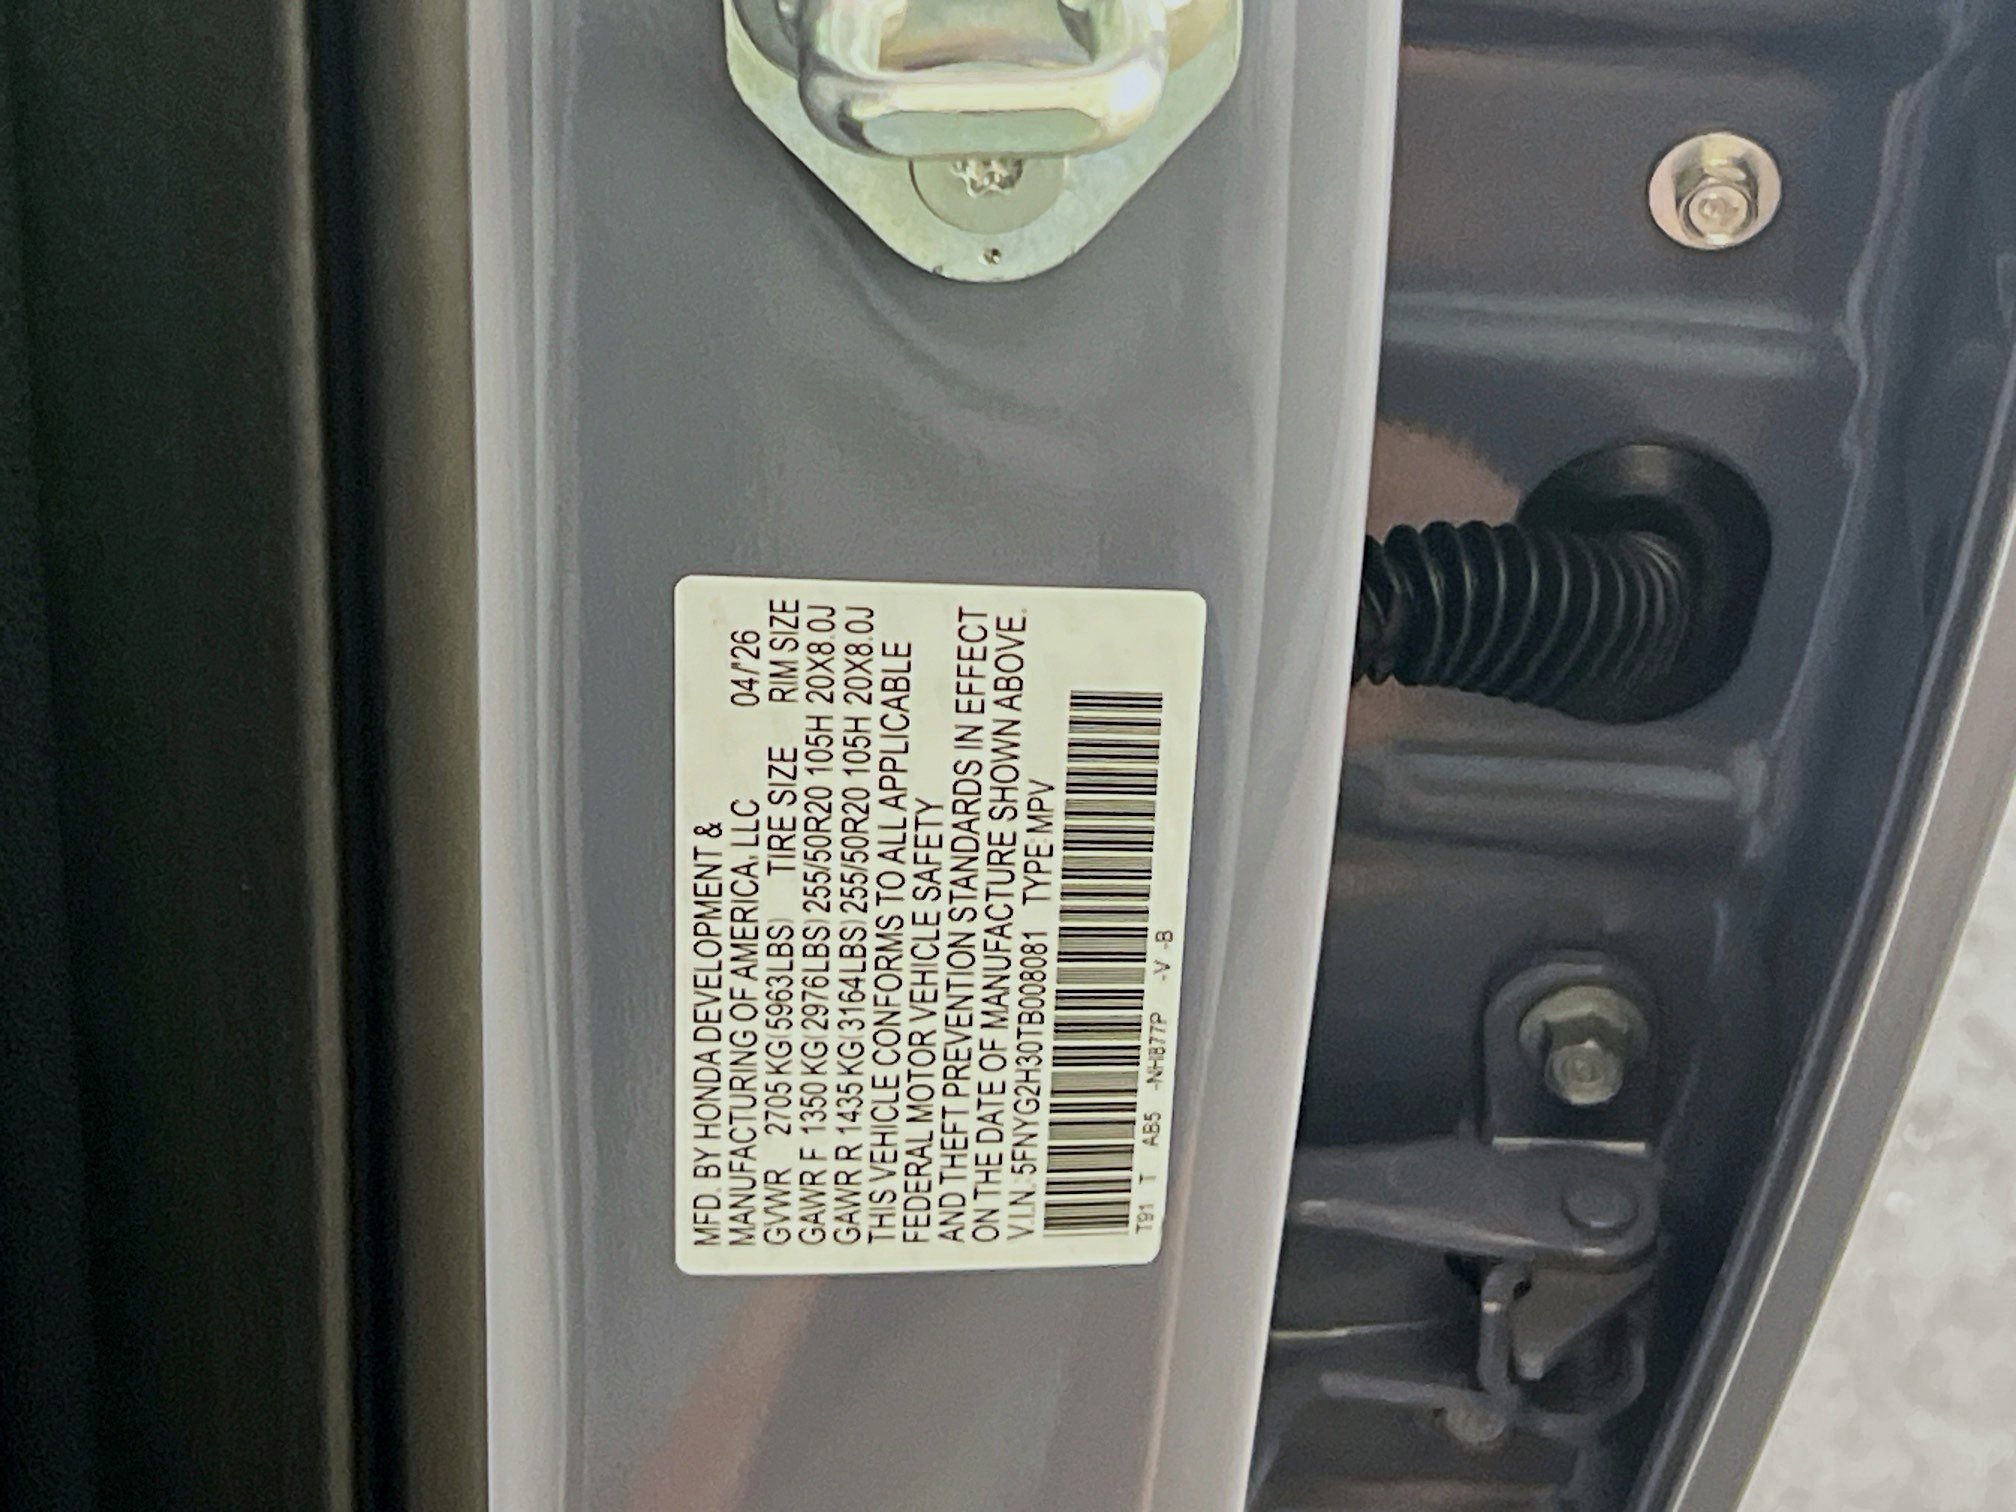 MFD. BY HONDA DEVELOPMENT &
MANUFACTURING OF AMERICA, LLC 04/'26
GVWR 2705 KG(5963LBS) TIRE SIZE RIM SIZE
GAWR F 1350 KG(2976LBS) 255/50R20 105H 20X8.0J
GAWR R 1435 KG(3164LBS) 255/50R20 105H 20X8.0J
THIS VEHICLE CONFORMS TO ALL APPLICABLE
FEDERAL MOTOR VEHICLE SAFETY
AND THEFT PREVENTION STANDARDS IN EFFECT
ON THE DATE OF MANUFACTURE SHOWN ABOVE.
V.I.N.:5FNYG2H30TB008081 TYPE:MPV
T91 T AB5 -NH877P -V -B